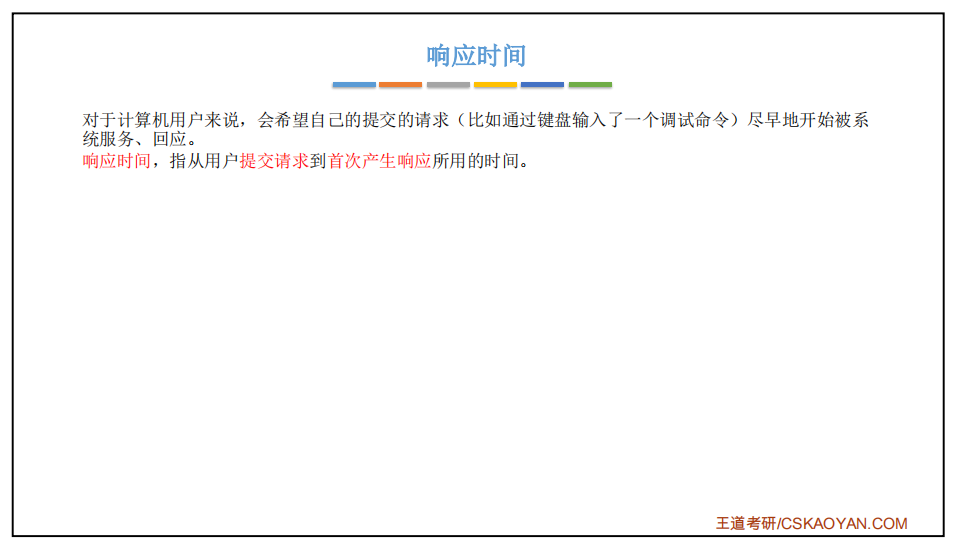 响应时间
对于计算机用户来说，会希望自己的提交的请求（比如通过键盘输入了一个调试命令）尽早地开始被系
统服务、回应。
响应时间，指从用户提交请求到首次产生响应所用的时间。
王道考研/CSKAOYAN.COM